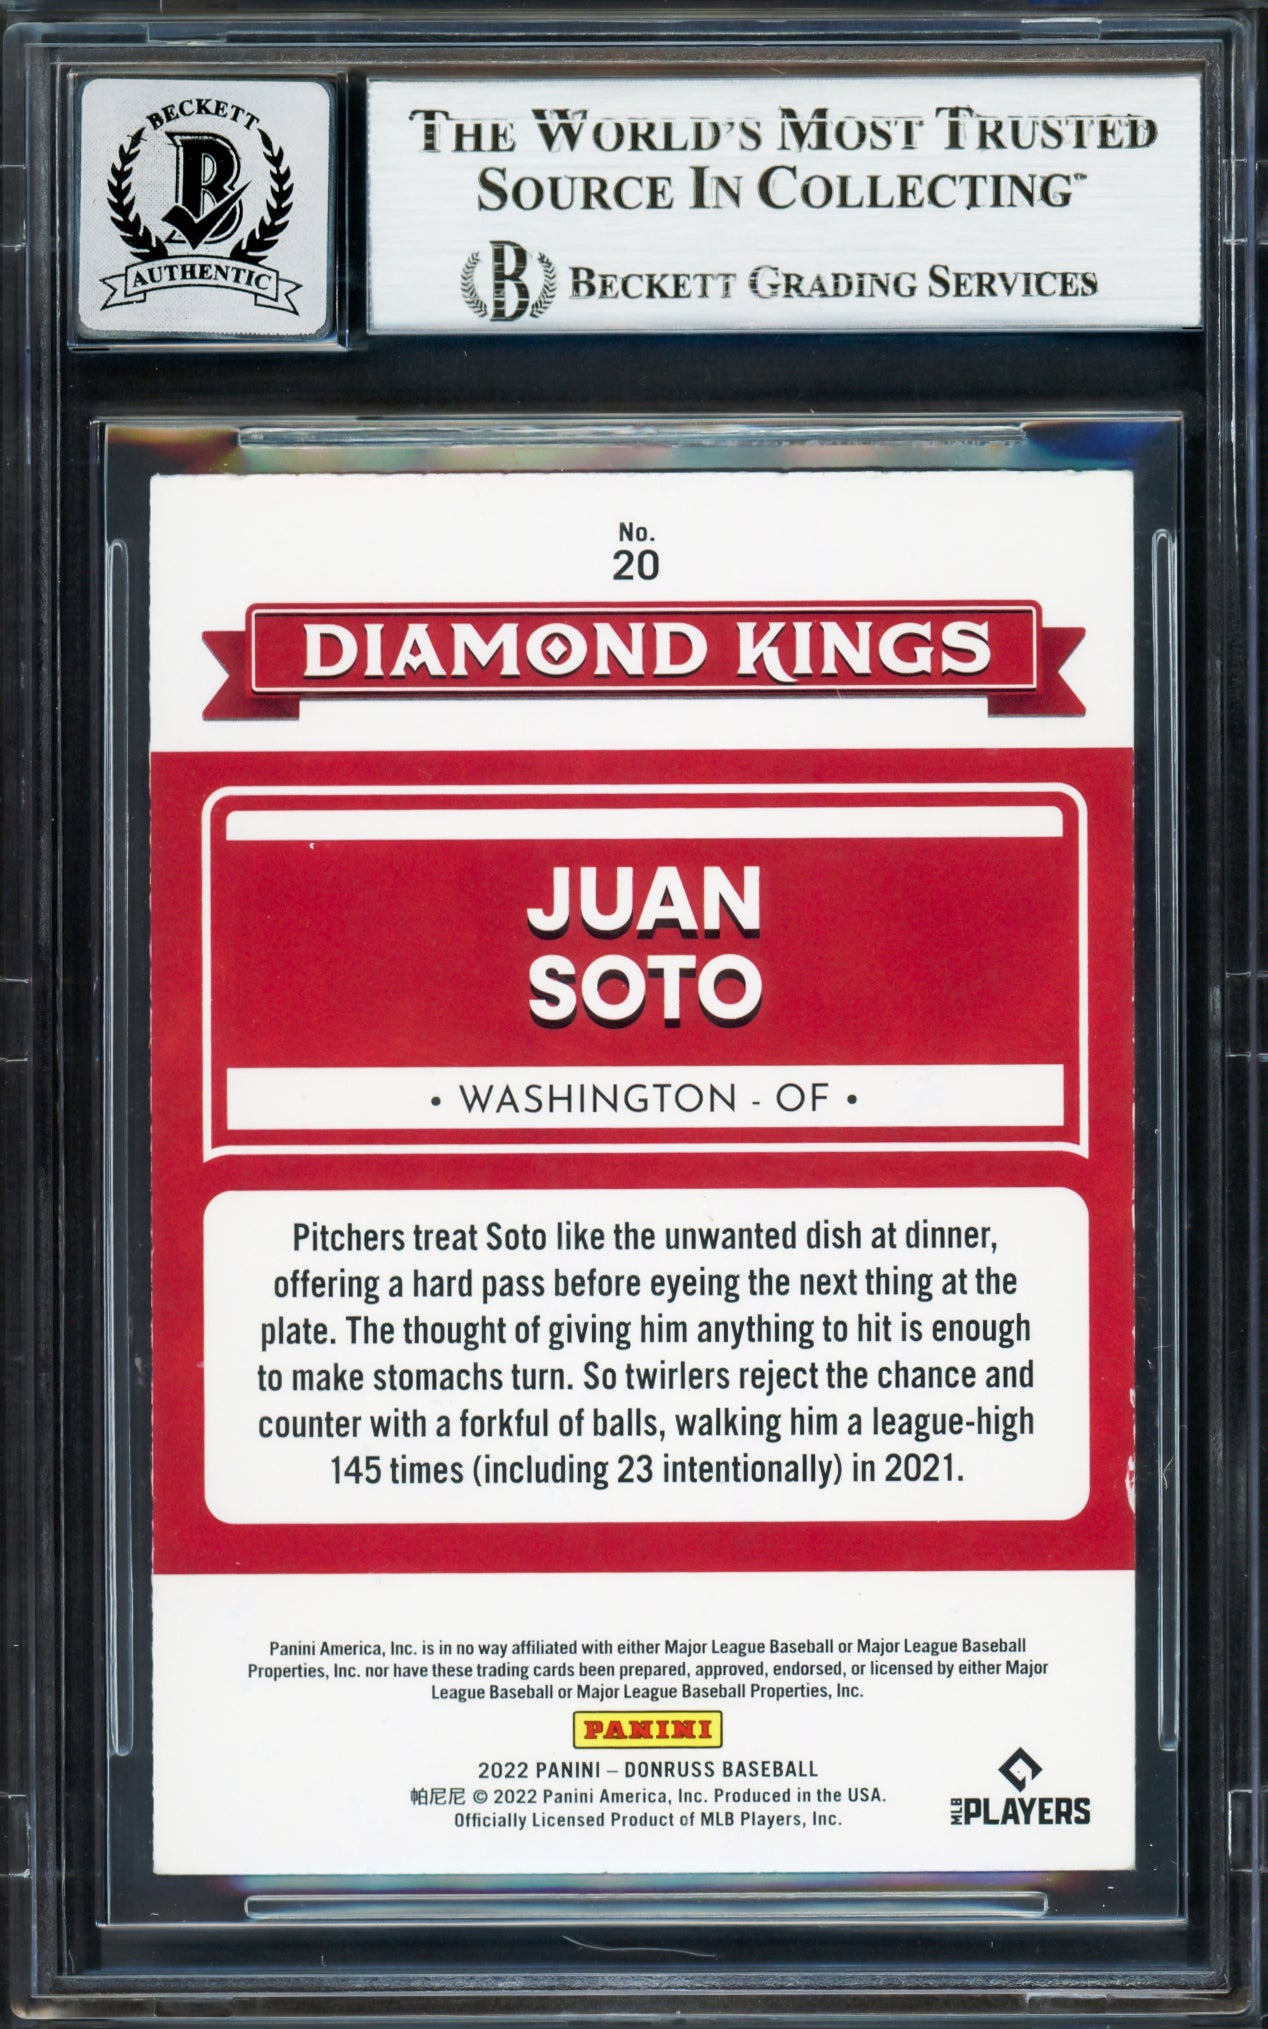 BECKETT
B
AUTHENTIC
THE WORLD'S MOST TRUSTED
SOURCE IN COLLECTING™
B BECKETT GRADING SERVICES
No.
20
DIAMOND KINGS
JUAN
SOTO
• WASHINGTON - OF •
Pitchers treat Soto like the unwanted dish at dinner,
offering a hard pass before eyeing the next thing at the
plate. The thought of giving him anything to hit is enough
to make stomachs turn. So twirlers reject the chance and
counter with a forkful of balls, walking him a league-high
145 times (including 23 intentionally) in 2021.
Panini America, Inc. is in no way affiliated with either Major League Baseball or Major League Baseball
Properties, Inc. nor have these trading cards been prepared, approved, endorsed, or licensed by either Major
League Baseball or Major League Baseball Properties, Inc.
PANINI
2022 PANINI – DONRUSS BASEBALL
帕尼尼 © 2022 Panini America, Inc. Produced in the USA.
Officially Licensed Product of MLB Players, Inc.
MLB PLAYERS